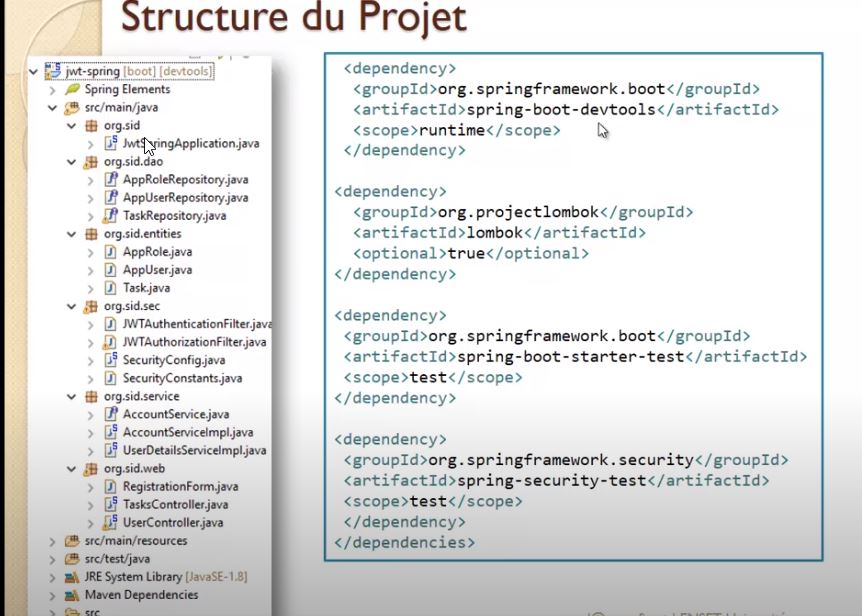 Structure du Projet
jwt-spring [boot] [devtools]
Spring Elements
src/main/java
org.sid
JwtSpringApplication.java
org.sid.dao
AppRoleRepository.java
AppUserRepository.java
TaskRepository.java
org.sid.entities
AppRole.java
AppUser.java
Task.java
org.sid.sec
JWTAuthenticationFilter.java
JWTAuthorizationFilter.java
SecurityConfig.java
SecurityConstants.java
org.sid.service
AccountService.java
AccountServiceImpl.java
UserDetailsServiceImpl.java
org.sid.web
RegistrationForm.java
TasksController.java
UserController.java
src/main/resources
src/test/java
JRE System Library [JavaSE-1.8]
Maven Dependencies
src
<dependency>
<groupId>org.springframework.boot</groupId>
<artifactId>spring-boot-devtools</artifactId>
<scope>runtime</scope>
</dependency>
<dependency>
<groupId>org.projectlombok</groupId>
<artifactId>lombok</artifactId>
<optional>true</optional>
</dependency>
<dependency>
<groupId>org.springframework.boot</groupId>
<artifactId>spring-boot-starter-test</artifactId>
<scope>test</scope>
</dependency>
<dependency>
<groupId>org.springframework.security</groupId>
<artifactId>spring-security-test</artifactId>
<scope>test</scope>
</dependency>
</dependencies>